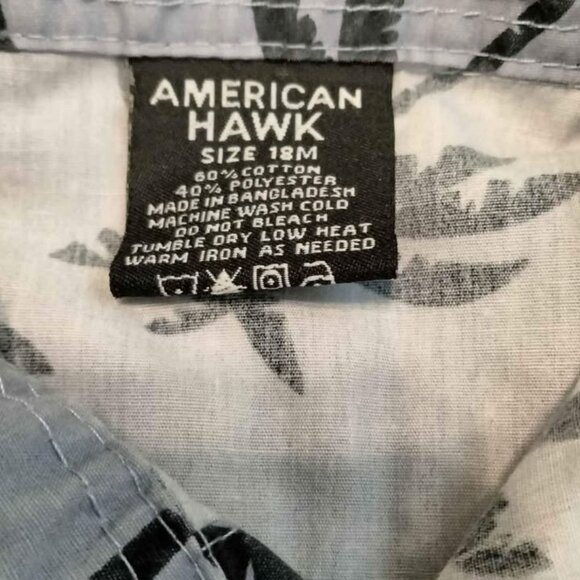 AMERICAN
HAWK
SIZE 18M
60% COTTON
40% POLYESTER
MADE IN BANGLADESH
MACHINE WASH COLD
DO NOT BLEACH
TUMBLE DRY LOW HEAT
WARM IRON AS NEEDED